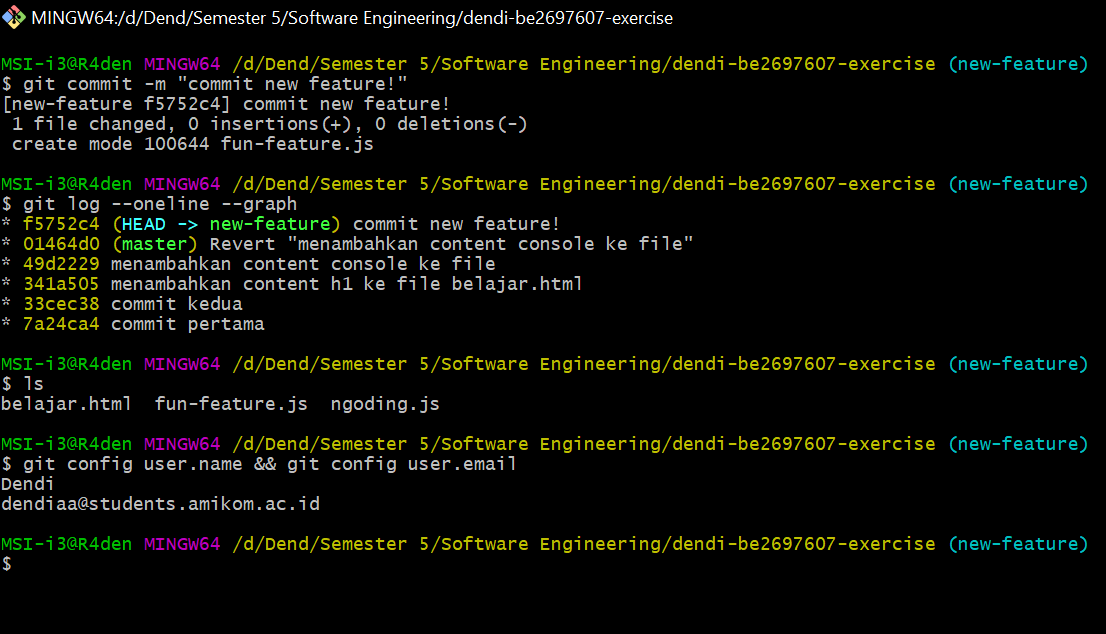 MINGW64:/d/Dend/Semester 5/Software Engineering/dendi-be2697607-exercise
MSI-i3@R4den MINGW64 /d/Dend/Semester 5/Software Engineering/dendi-be2697607-exercise (new-feature)
$ git commit -m "commit new feature!"
[new-feature f5752c4] commit new feature!
 1 file changed, 0 insertions(+), 0 deletions(-)
 create mode 100644 fun-feature.js
MSI-i3@R4den MINGW64 /d/Dend/Semester 5/Software Engineering/dendi-be2697607-exercise (new-feature)
$ git log --oneline --graph
* f5752c4 (HEAD -> new-feature) commit new feature!
* 01464d0 (master) Revert "menambahkan content console ke file"
* 49d2229 menambahkan content console ke file
* 341a505 menambahkan content h1 ke file belajar.html
* 33cec38 commit kedua
* 7a24ca4 commit pertama
MSI-i3@R4den MINGW64 /d/Dend/Semester 5/Software Engineering/dendi-be2697607-exercise (new-feature)
$ ls
belajar.html  fun-feature.js  ngoding.js
MSI-i3@R4den MINGW64 /d/Dend/Semester 5/Software Engineering/dendi-be2697607-exercise (new-feature)
$ git config user.name && git config user.email
Dendi
dendiaa@students.amikom.ac.id
MSI-i3@R4den MINGW64 /d/Dend/Semester 5/Software Engineering/dendi-be2697607-exercise (new-feature)
$